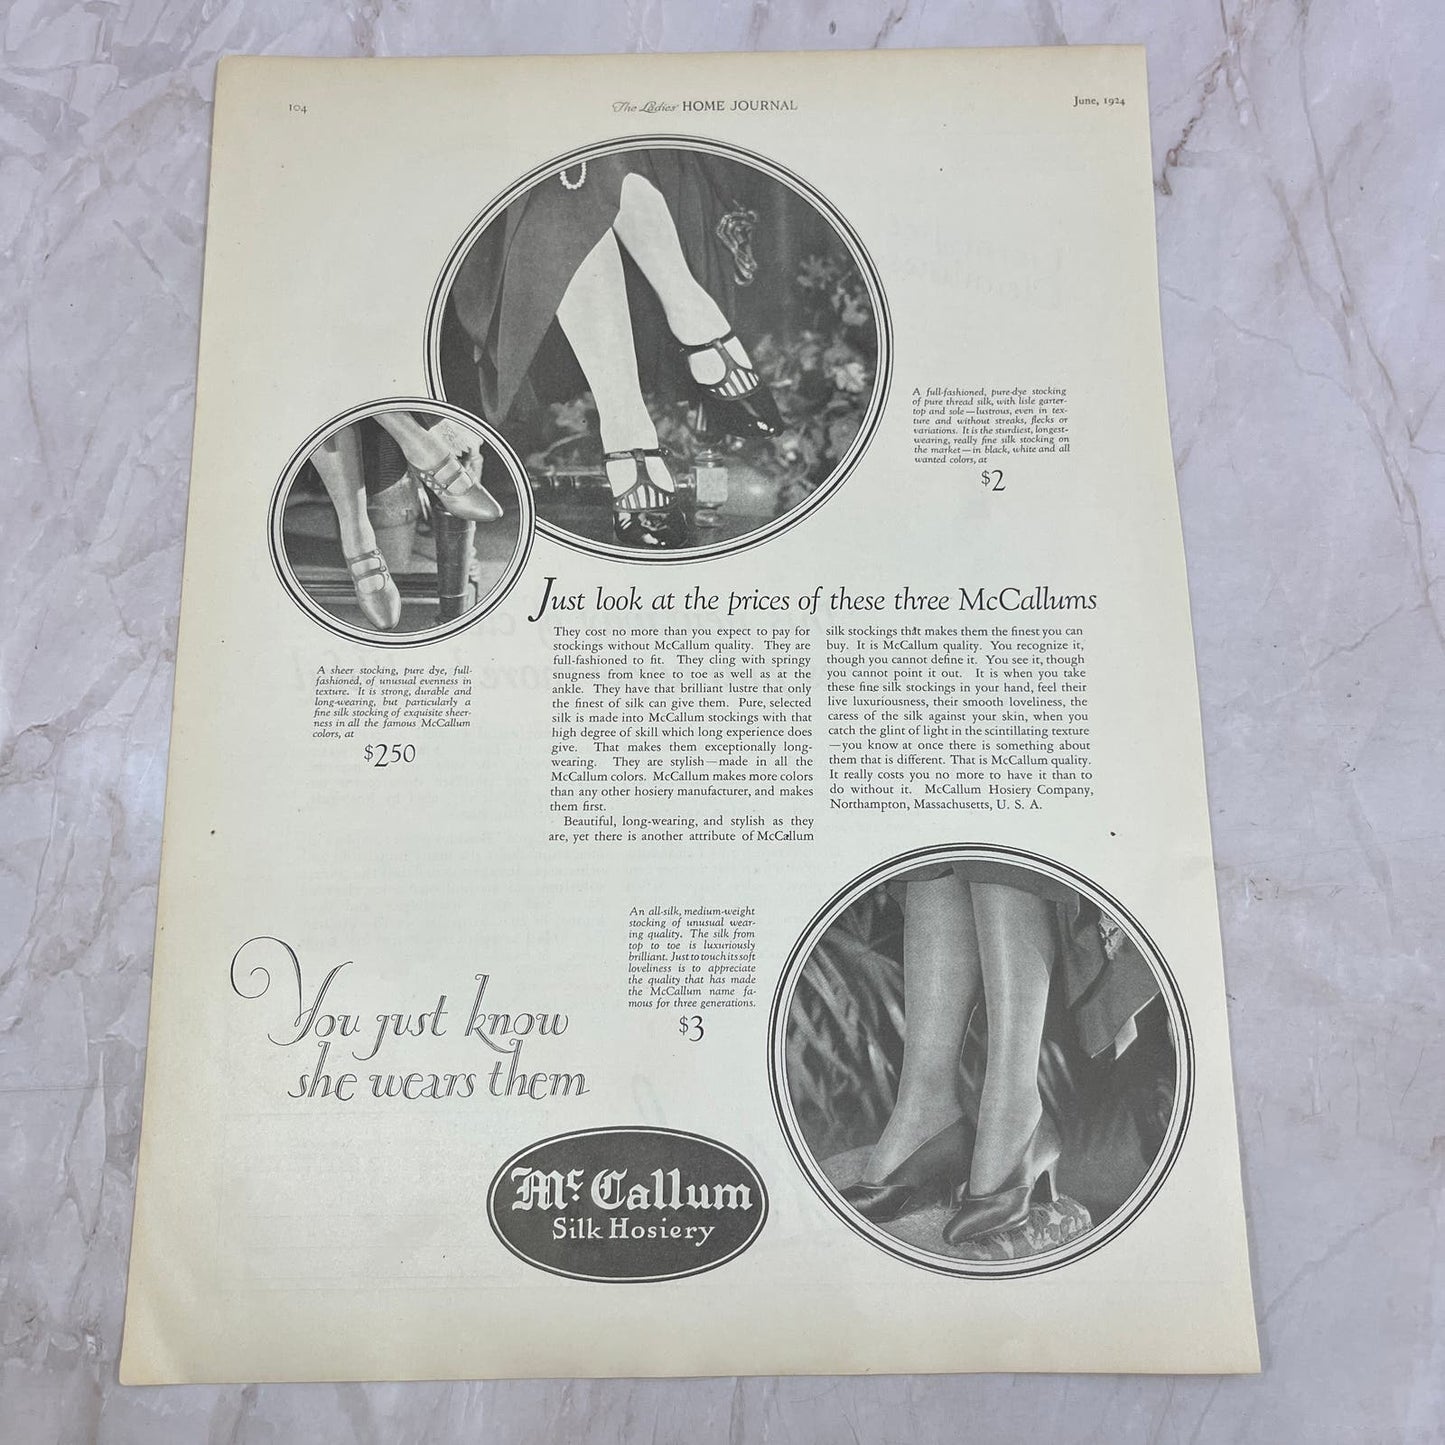 104
The Ladies' HOME JOURNAL
June, 1924
A full-fashioned, pure-dye stocking
of pure thread silk, with lisle garter-
top and sole—lustrous, even in tex-
ture and without streaks, flecks or
variations. It is the sturdiest, longest-
wearing, really fine silk stocking on
the market—in black, white and all
wanted colors, at
$2
A sheer stocking, pure dye, full-
fashioned, of unusual evenness in
texture. It is strong, durable and
long-wearing, but particularly a
fine silk stocking of exquisite sheer-
ness in all the famous McCallum
colors, at
$250
Just look at the prices of these three McCallums
They cost no more than you expect to pay for
stockings without McCallum quality. They are
full-fashioned to fit. They cling with springy
snugness from knee to toe as well as at the
ankle. They have that brilliant lustre that only
the finest of silk can give them. Pure, selected
silk is made into McCallum stockings with that
high degree of skill which long experience does
give. That makes them exceptionally long-
wearing. They are stylish—made in all the
McCallum colors. McCallum makes more colors
than any other hosiery manufacturer, and makes
them first.
Beautiful, long-wearing, and stylish as they
are, yet there is another attribute of McCallum
silk stockings that makes them the finest you can
buy. It is McCallum quality. You recognize it,
though you cannot define it. You see it, though
you cannot point it out. It is when you take
these fine silk stockings in your hand, feel their
live luxuriousness, their smooth loveliness, the
caress of the silk against your skin, when you
catch the glint of light in the scintillating texture
—you know at once there is something about
them that is different. That is McCallum quality.
It really costs you no more to have it than to
do without it. McCallum Hosiery Company,
Northampton, Massachusetts, U. S. A.
An all-silk, medium-weight
stocking of unusual wear-
ing quality. The silk from
top to toe is luxuriously
brilliant. Just to touch its soft
loveliness is to appreciate
the quality that has made
the McCallum name fa-
mous for three generations.
$3
You just know
she wears them
McCallum
Silk Hosiery